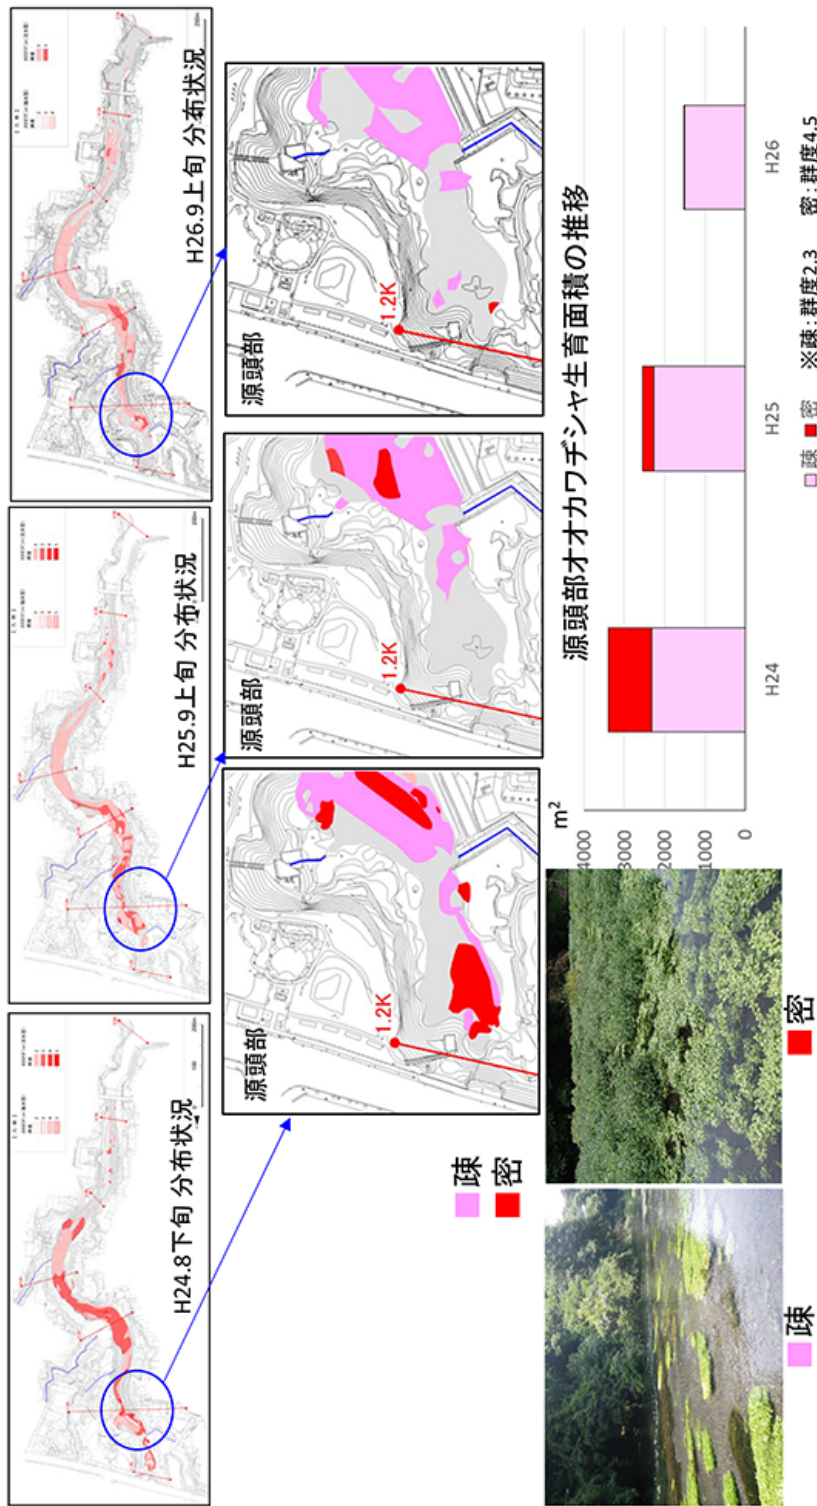 H24.8下旬 分布状況
H25.9上旬 分布状況
H26.9上旬 分布状況
200m
100
200m
200m
源頭部
1.2K
源頭部
1.2K
源頭部
1.2K
疎
密
疎
密
源頭部オオカワヂシャ生育面積の推移
m²
4000
3000
2000
1000
0
H24
H25
H26
疎 密 ※疎:群度2.3 密:群度4.5